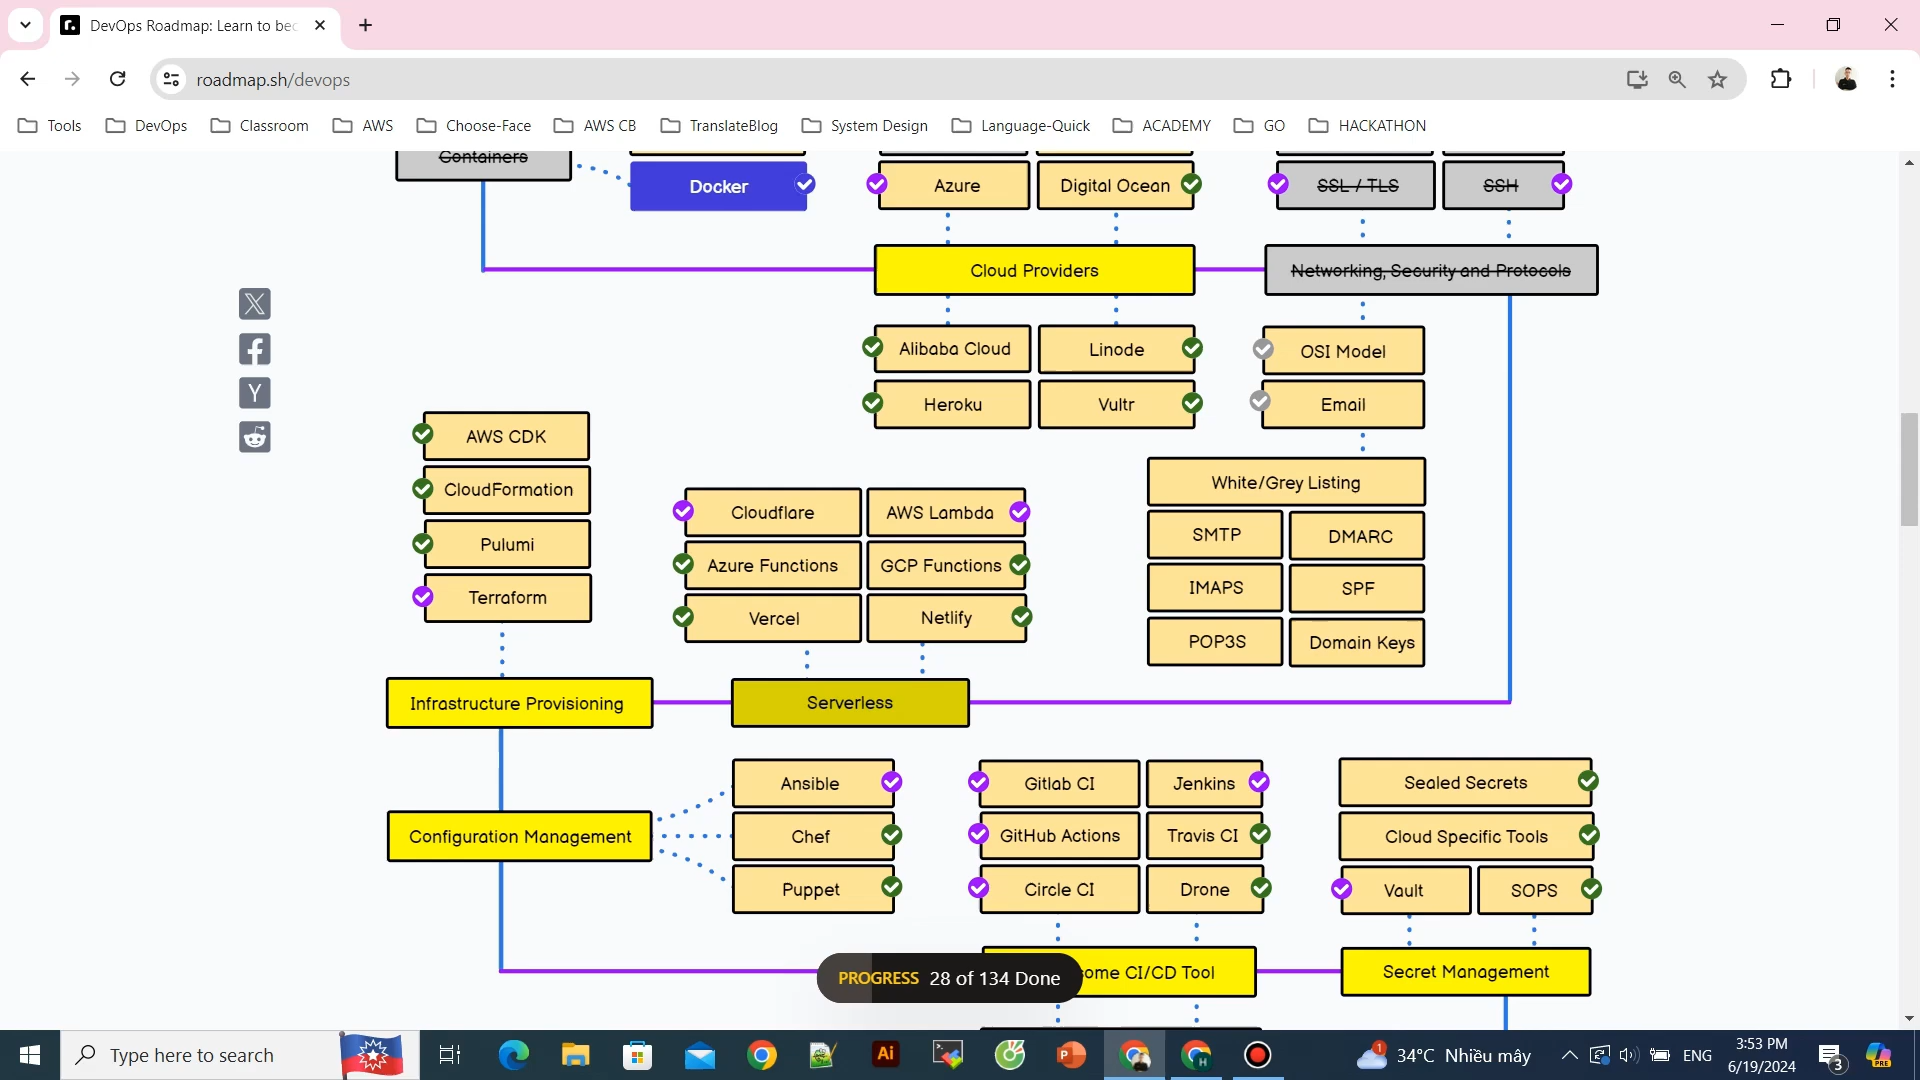 DevOps Roadmap: Learn to bec
roadmap.sh/devops
Tools DevOps Classroom AWS Choose-Face AWS CB TranslateBlog System Design Language-Quick ACADEMY GO HACKATHON
Containers
Docker
Azure
Digital Ocean
SSL / TLS
SSH
Cloud Providers
Networking, Security and Protocols
Alibaba Cloud
Linode
OSI Model
Heroku
Vultr
Email
AWS CDK
CloudFormation
Pulumi
Terraform
Cloudflare
AWS Lambda
Azure Functions
GCP Functions
Vercel
Netlify
White/Grey Listing
SMTP
DMARC
IMAPS
SPF
POP3S
Domain Keys
Infrastructure Provisioning
Serverless
Configuration Management
Ansible
Chef
Puppet
Gitlab CI
Jenkins
GitHub Actions
Travis CI
Circle CI
Drone
Sealed Secrets
Cloud Specific Tools
Vault
SOPS
PROGRESS 28 of 134 Done
ome CI/CD Tool
Secret Management
Type here to search
Ai
34°C Nhiều mây
ENG
3:53 PM
6/19/2024
3
PRE